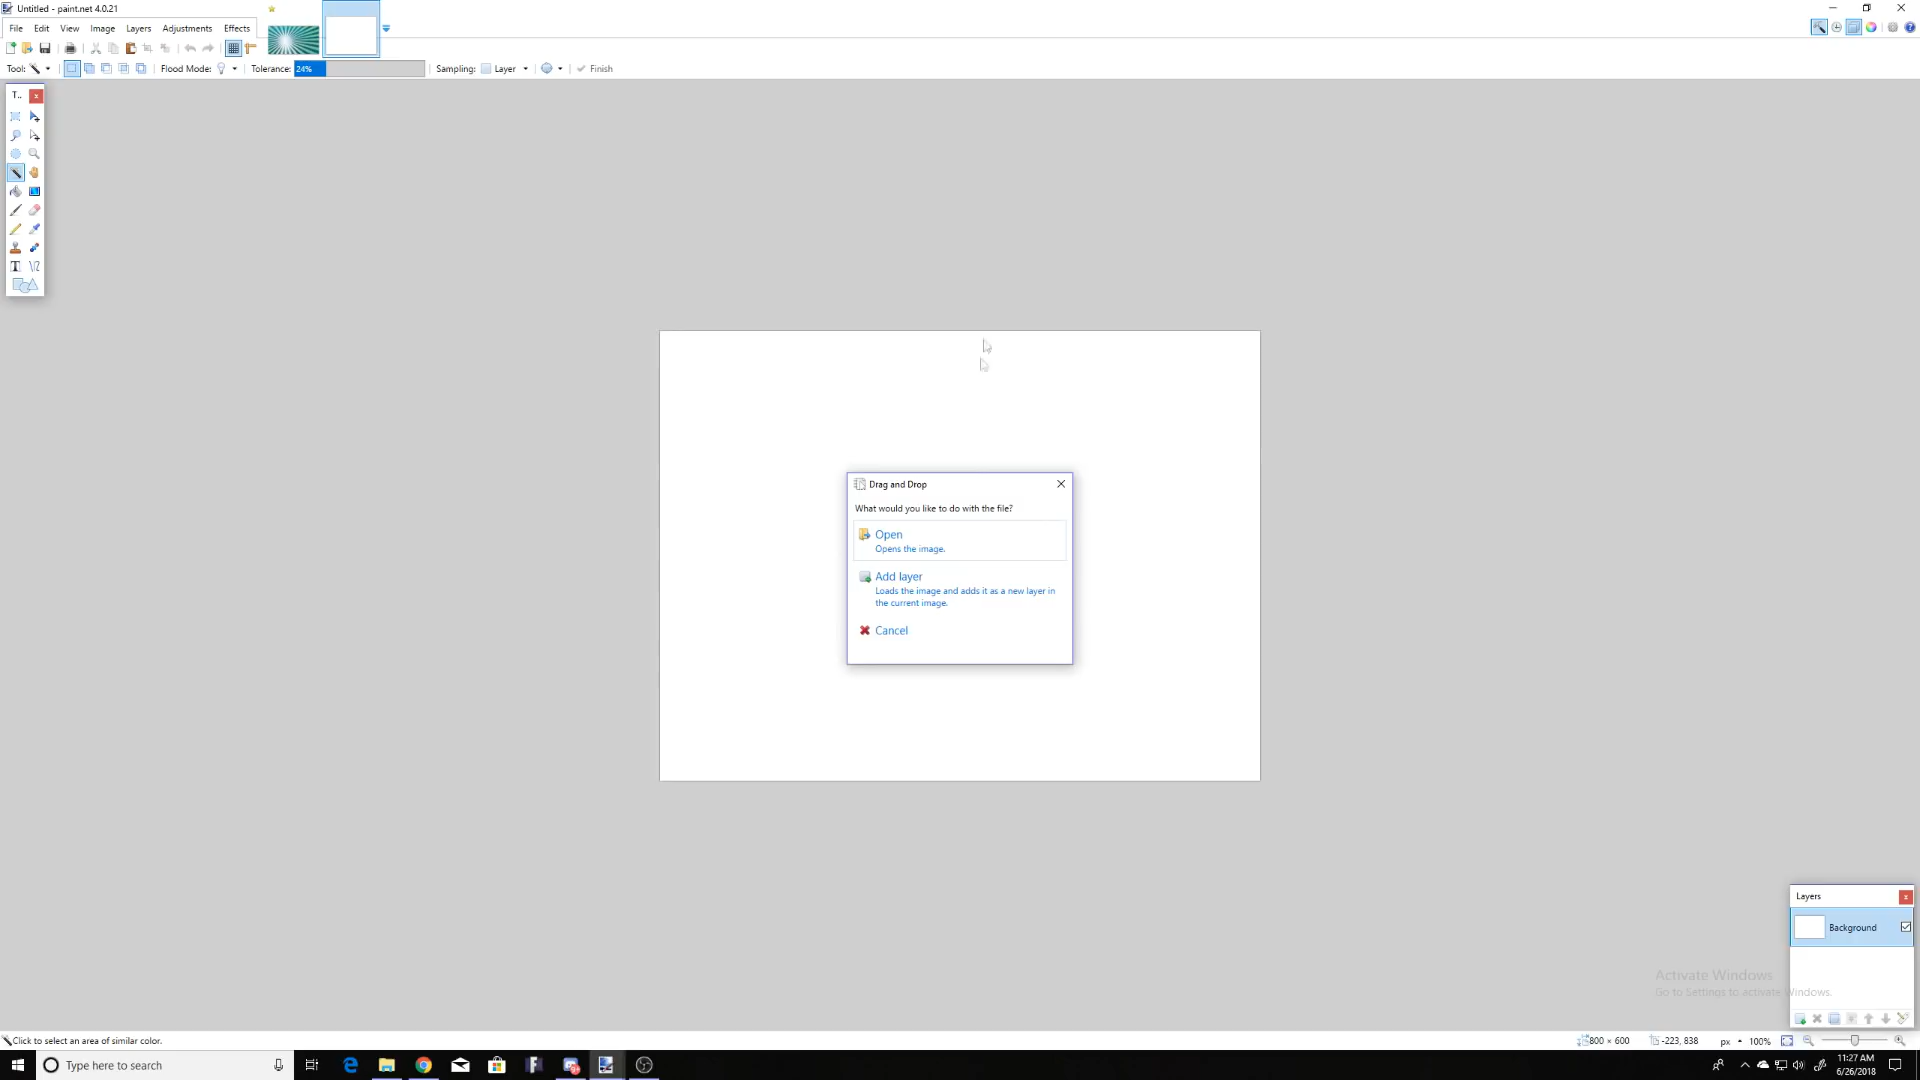 Untitled - paint.net 4.0.21
File Edit View Image Layers Adjustments Effects
Tool: Flood Mode: Tolerance: 24% Sampling: Layer Finish
T..
Drag and Drop
What would you like to do with the file?
Open
Opens the image.
Add layer
Loads the image and adds it as a new layer in
the current image.
Cancel
Layers
Background
Activate Windows
Go to Settings to activate Windows.
Click to select an area of similar color.
800 × 600 -223, 838 px 100%
Type here to search
11:27 AM
6/26/2018